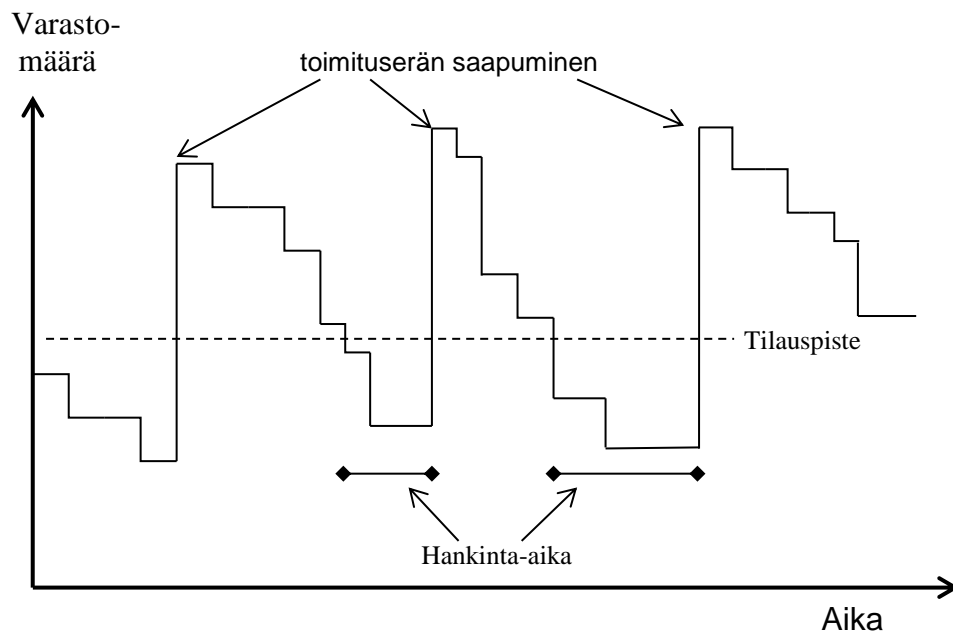 Varasto-
määrä
toimituserän saapuminen
Tilauspiste
Hankinta-aika
Aika